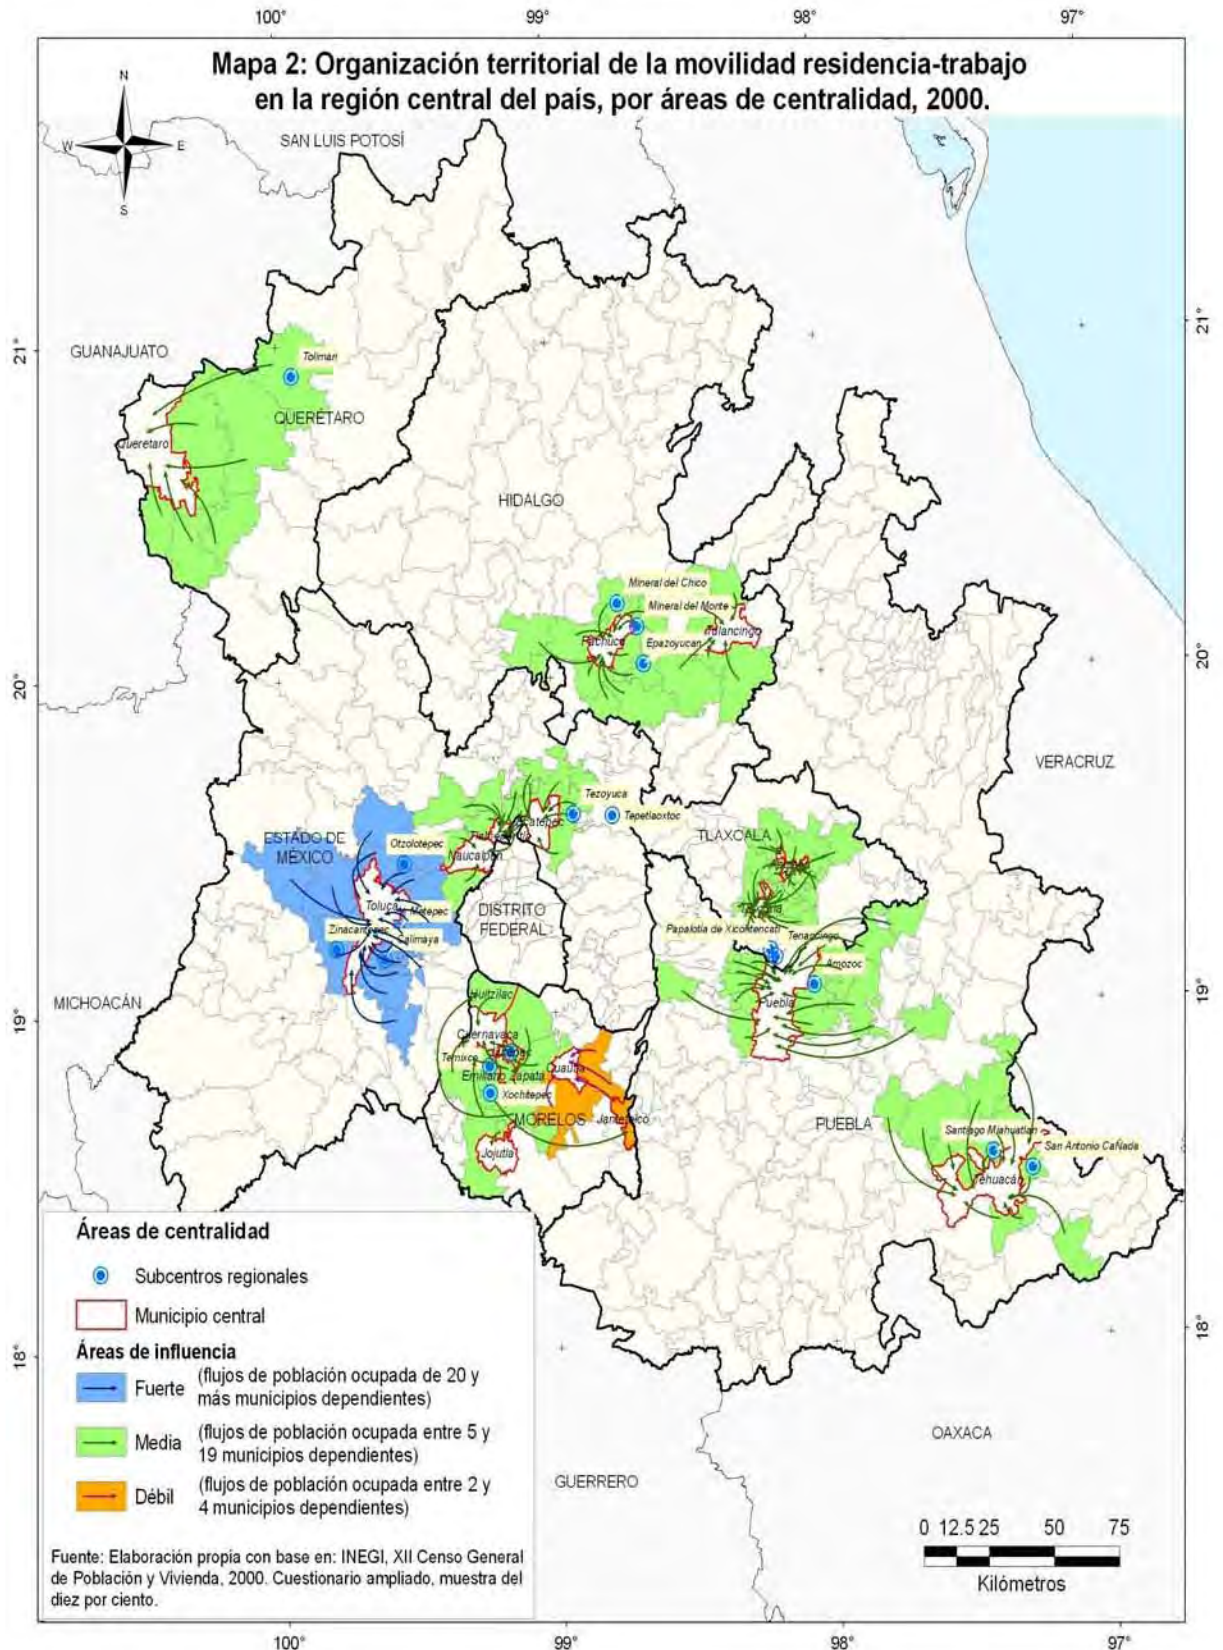 100°
99°
98°
97°
Mapa 2: Organización territorial de la movilidad residencia-trabajo
en la región central del país, por áreas de centralidad, 2000.
N
W
E
S
SAN LUIS POTOSÍ
21°
21°
GUANAJUATO
Toliman
QUERÉTARO
Queretaro
HIDALGO
Mineral del Chico
Mineral del Monte
Pachuca
Tulancingo
Epazoyucan
20°
20°
VERACRUZ
Tezoyuca
Tepetlaoxtoc
Ecatepec
TLAXCALA
ESTADO DE
MÉXICO
Otzolotepec
Naucalpan
Toluca
Metepec
DISTRITO
FEDERAL
Zinacantepec
Calimaya
Papalotla de Xicohtencatl
Tenancingo
Amozoc
Puebla
MICHOACÁN
19°
19°
Huitzilac
Cuernavaca
Temixco
Emiliano Zapata
Cuautla
Xochitepec
MORELOS
Jantetelco
Jojutla
PUEBLA
Santiago Miahuatlan
San Antonio Cañada
Tehuacán
Áreas de centralidad
Subcentros regionales
Municipio central
Áreas de influencia
Fuerte (flujos de población ocupada de 20 y
más municipios dependientes)
Media (flujos de población ocupada entre 5 y
19 municipios dependientes)
Débil (flujos de población ocupada entre 2 y
4 municipios dependientes)
18°
18°
OAXACA
GUERRERO
0 12.5 25 50 75
Kilómetros
Fuente: Elaboración propia con base en: INEGI, XII Censo General
de Población y Vivienda, 2000. Cuestionario ampliado, muestra del
diez por ciento.
100°
99°
98°
97°